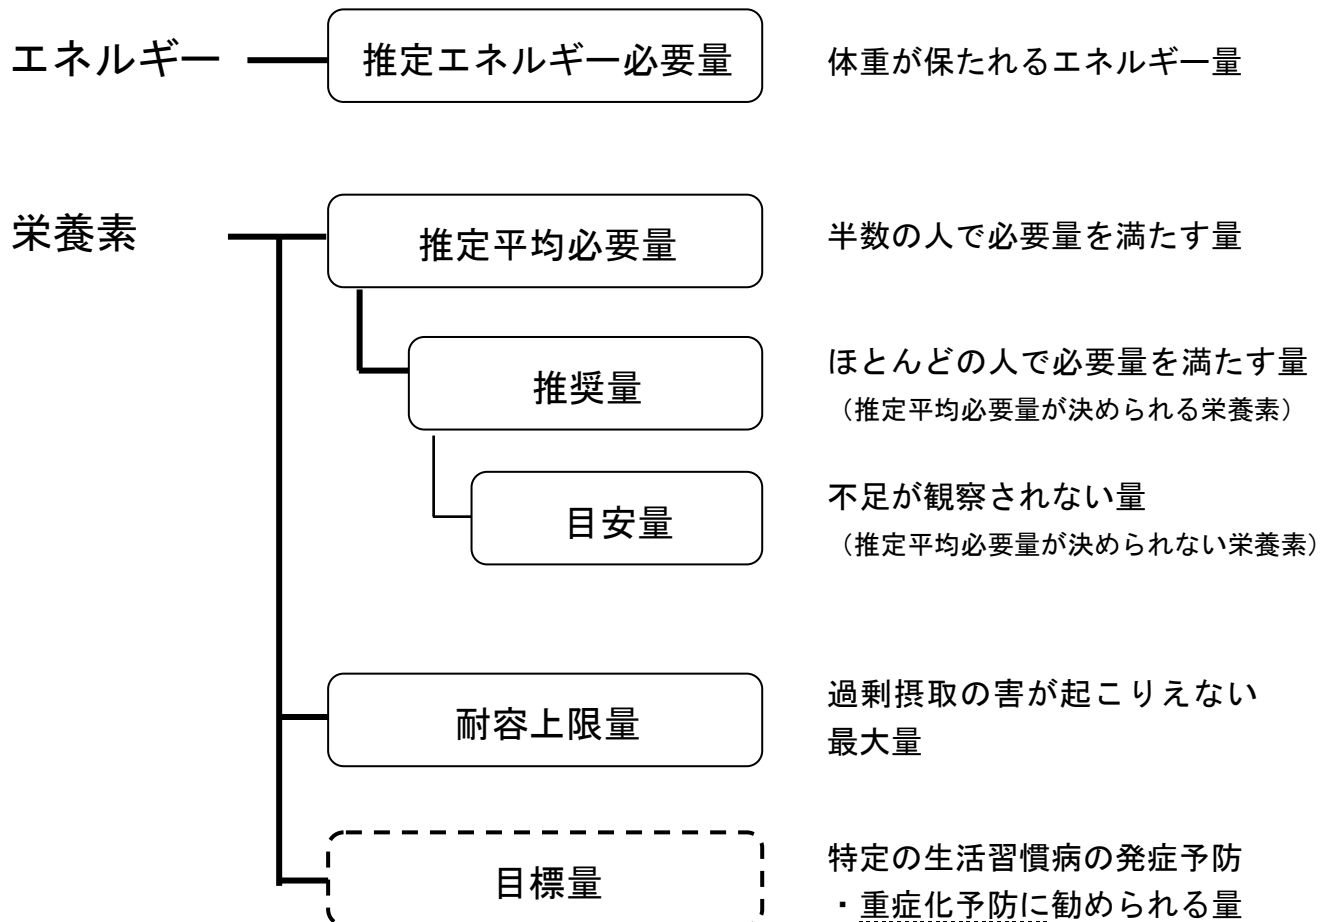 エネルギー
推定エネルギー必要量
体重が保たれるエネルギー量
栄養素
推定平均必要量
半数の人で必要量を満たす量
推奨量
ほとんどの人で必要量を満たす量
（推定平均必要量が決められる栄養素）
目安量
不足が観察されない量
（推定平均必要量が決められない栄養素）
耐容上限量
過剰摂取の害が起こりえない
最大量
目標量
特定の生活習慣病の発症予防
・重症化予防に勧められる量